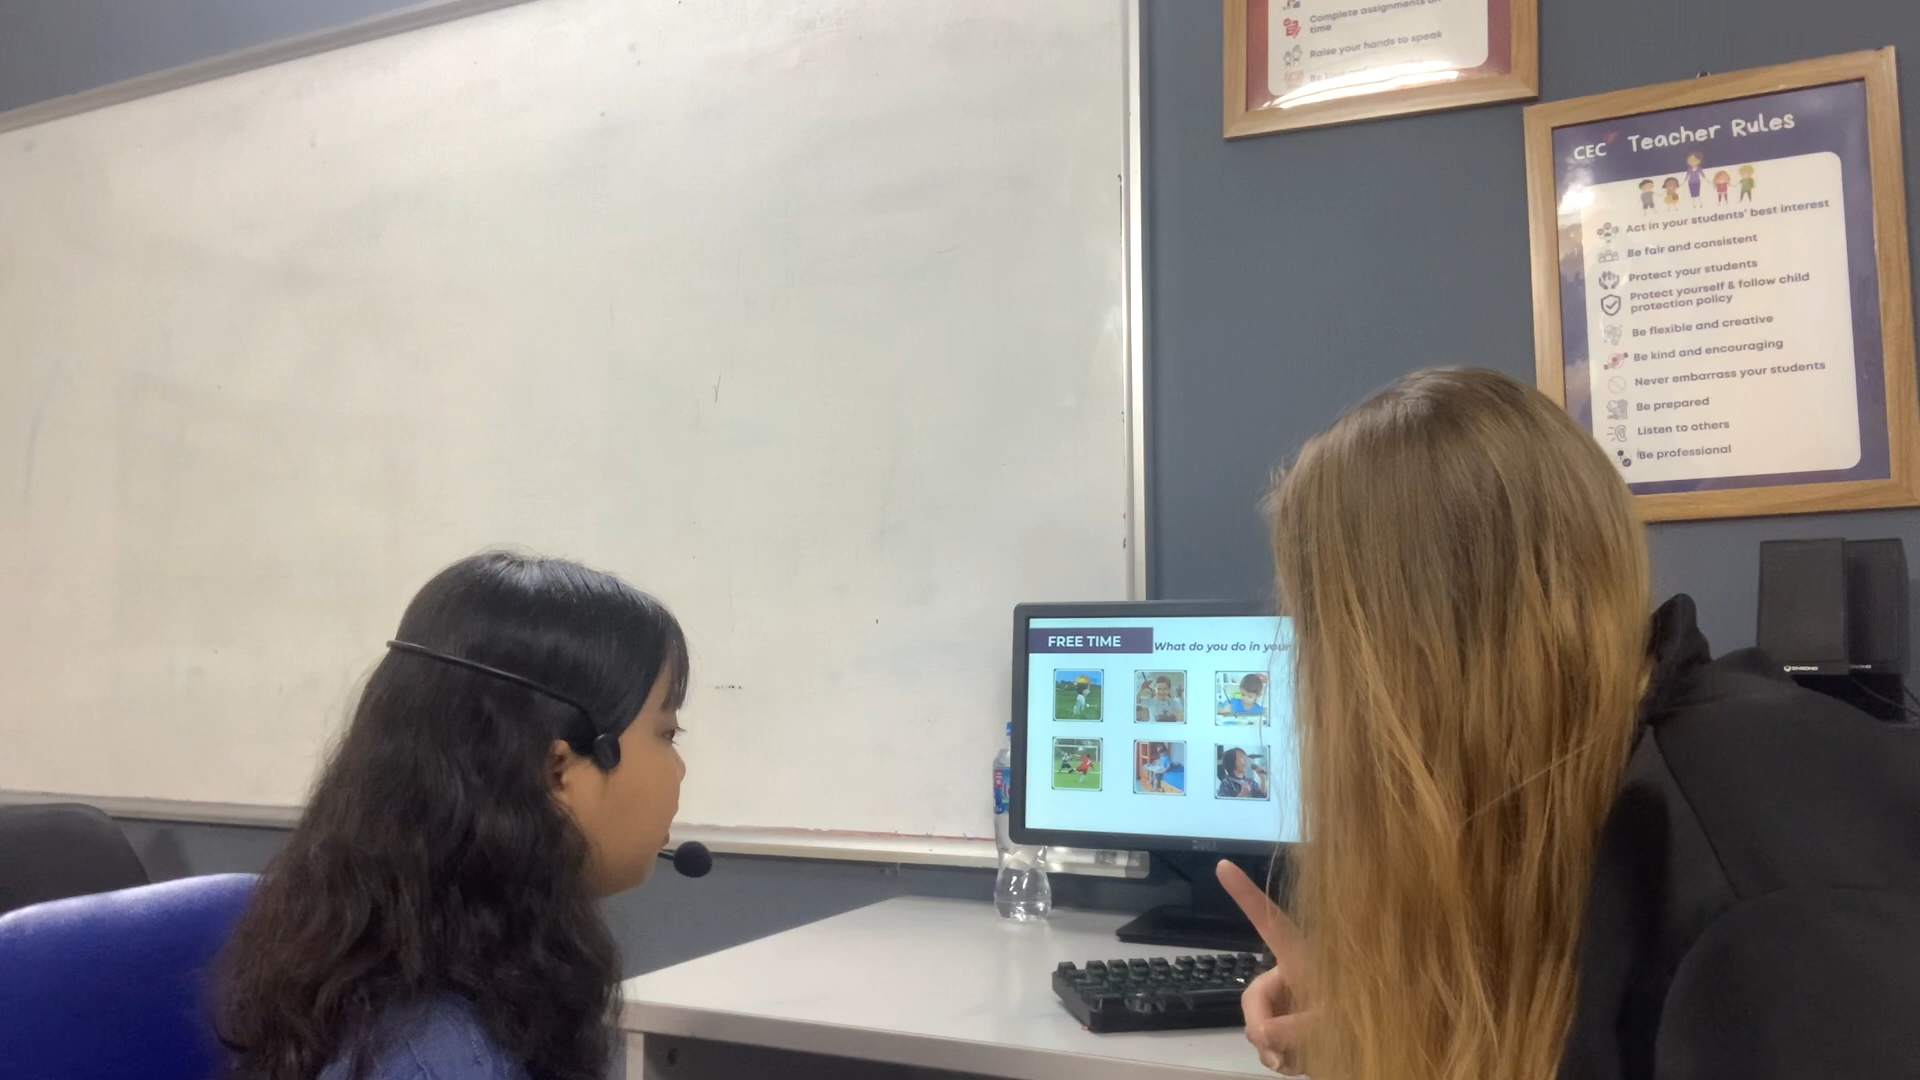 Complete assignments on
time
Raise your hands to speak
Be kind
CEC
Teacher Rules
Act in your students' best interest
Be fair and consistent
Protect your students
Protect yourself & follow child
protection policy
Be flexible and creative
Be kind and encouraging
Never embarrass your students
Be prepared
Listen to others
Be professional
FREE TIME
What do you do in your